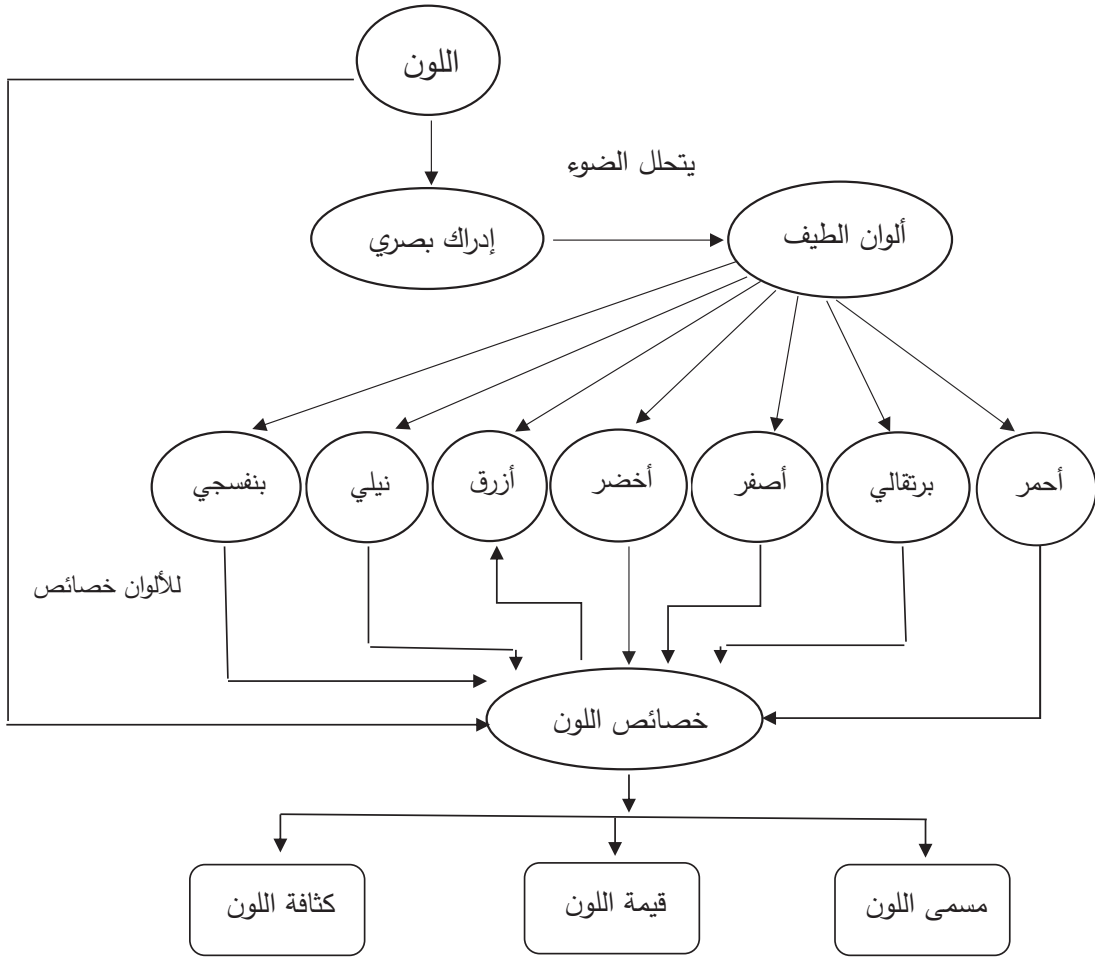 اللون
يتحلل الضوء
إدراك بصري
ألوان الطيف
أحمر
برتقالي
أصفر
أخضر
أزرق
نيلي
بنفسجي
للألوان خصائص
خصائص اللون
مسمى اللون
قيمة اللون
كثافة اللون